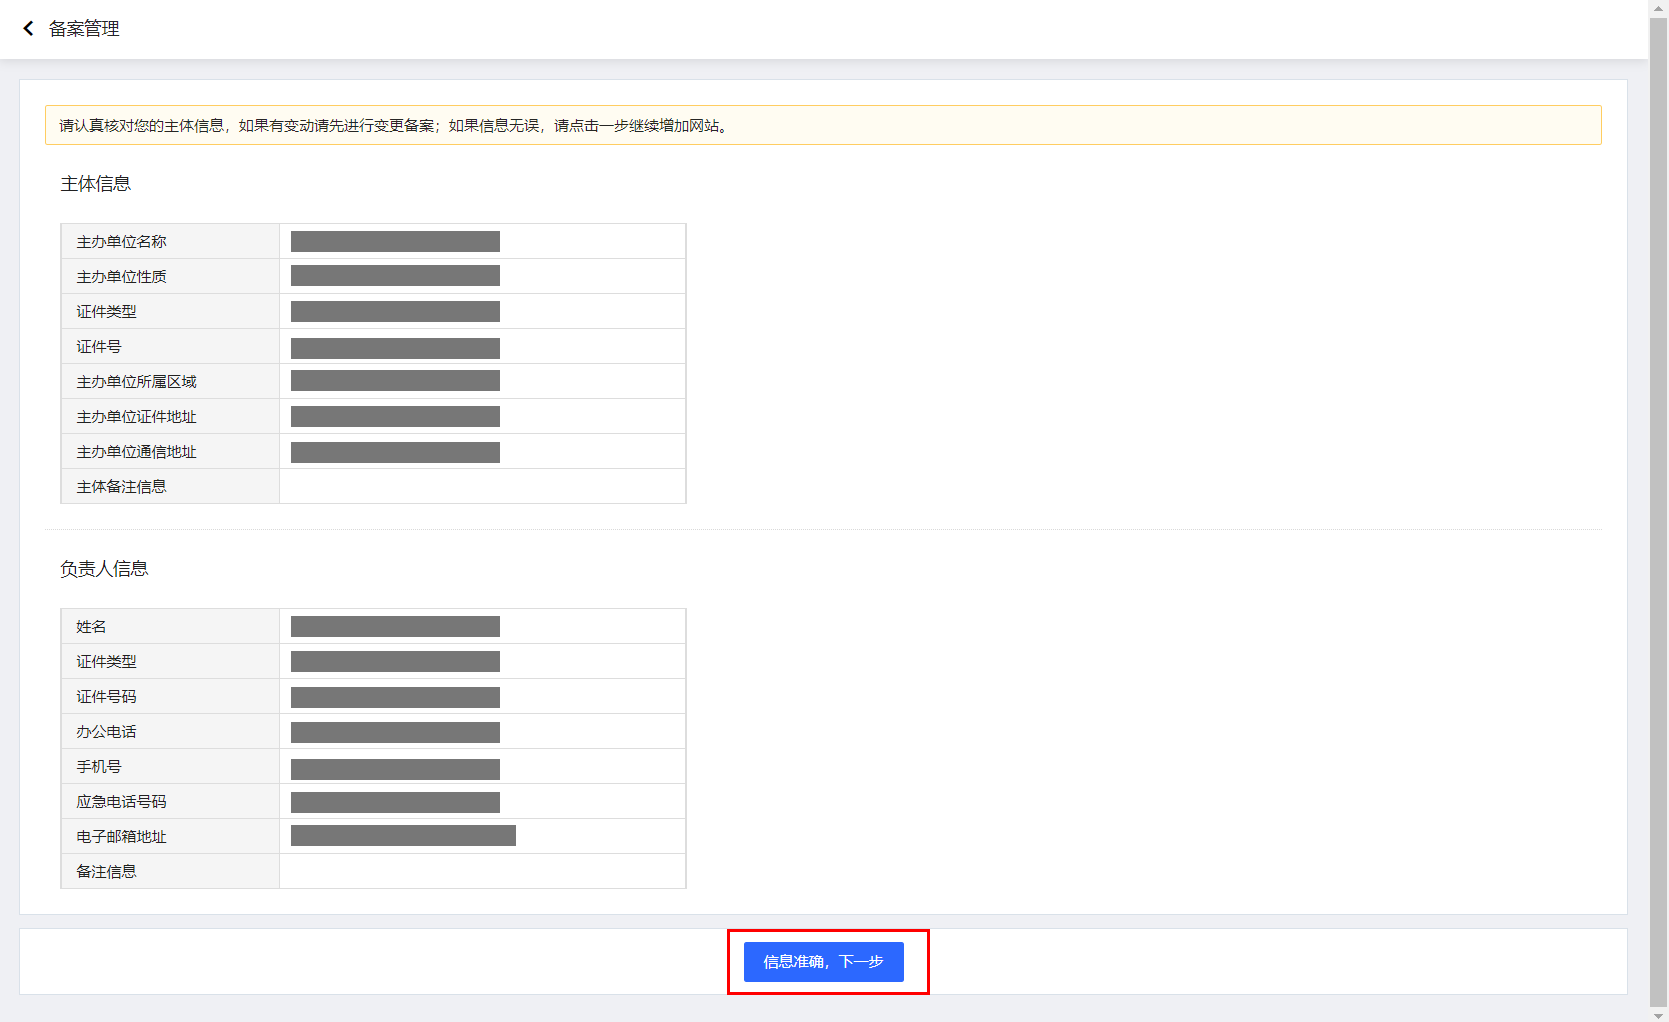 备案管理
请认真核对您的主体信息，如果有变动请先进行变更备案；如果信息无误，请点击一步继续增加网站。
主体信息
主办单位名称
主办单位性质
证件类型
证件号
主办单位所属区域
主办单位证件地址
主办单位通信地址
主体备注信息
负责人信息
姓名
证件类型
证件号码
办公电话
手机号
应急电话号码
电子邮箱地址
备注信息
信息准确，下一步